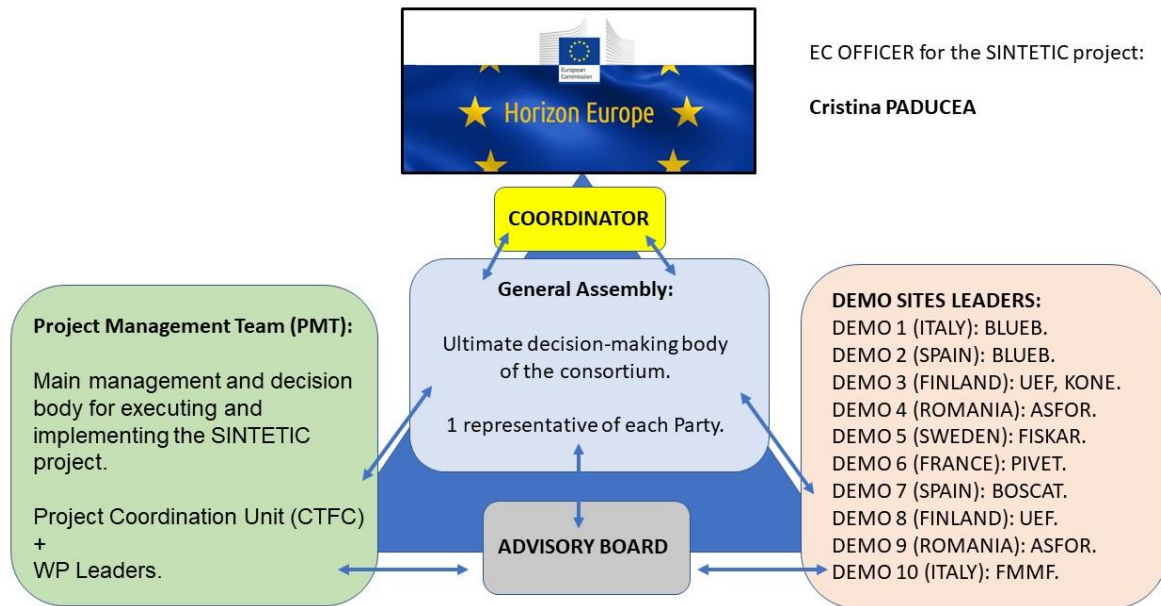 European
Commission
Horizon Europe
EC OFFICER for the SINTETIC project:
Cristina PADUCEA
COORDINATOR
General Assembly:
Ultimate decision-making body
of the consortium.
1 representative of each Party.
Project Management Team (PMT):
Main management and decision
body for executing and
implementing the SINTETIC
project.
Project Coordination Unit (CTFC)
+
WP Leaders.
ADVISORY BOARD
DEMO SITES LEADERS:
DEMO 1 (ITALY): BLUEB.
DEMO 2 (SPAIN): BLUEB.
DEMO 3 (FINLAND): UEF, KONE.
DEMO 4 (ROMANIA): ASFOR.
DEMO 5 (SWEDEN): FISKAR.
DEMO 6 (FRANCE): PIVET.
DEMO 7 (SPAIN): BOSCAT.
DEMO 8 (FINLAND): UEF.
DEMO 9 (ROMANIA): ASFOR.
DEMO 10 (ITALY): FMMF.